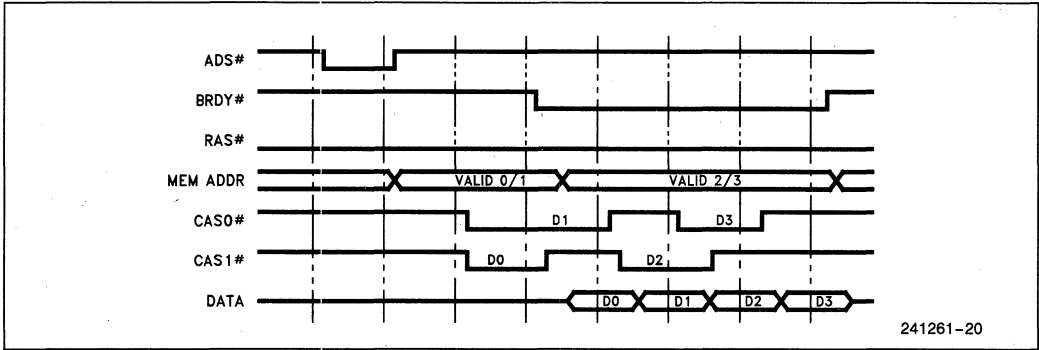 ADS#
BRDY#
RAS#
MEM ADDR VALID 0/1 VALID 2/3
CAS0# D1 D3
CAS1# D0 D2
DATA D0 D1 D2 D3
241261-20